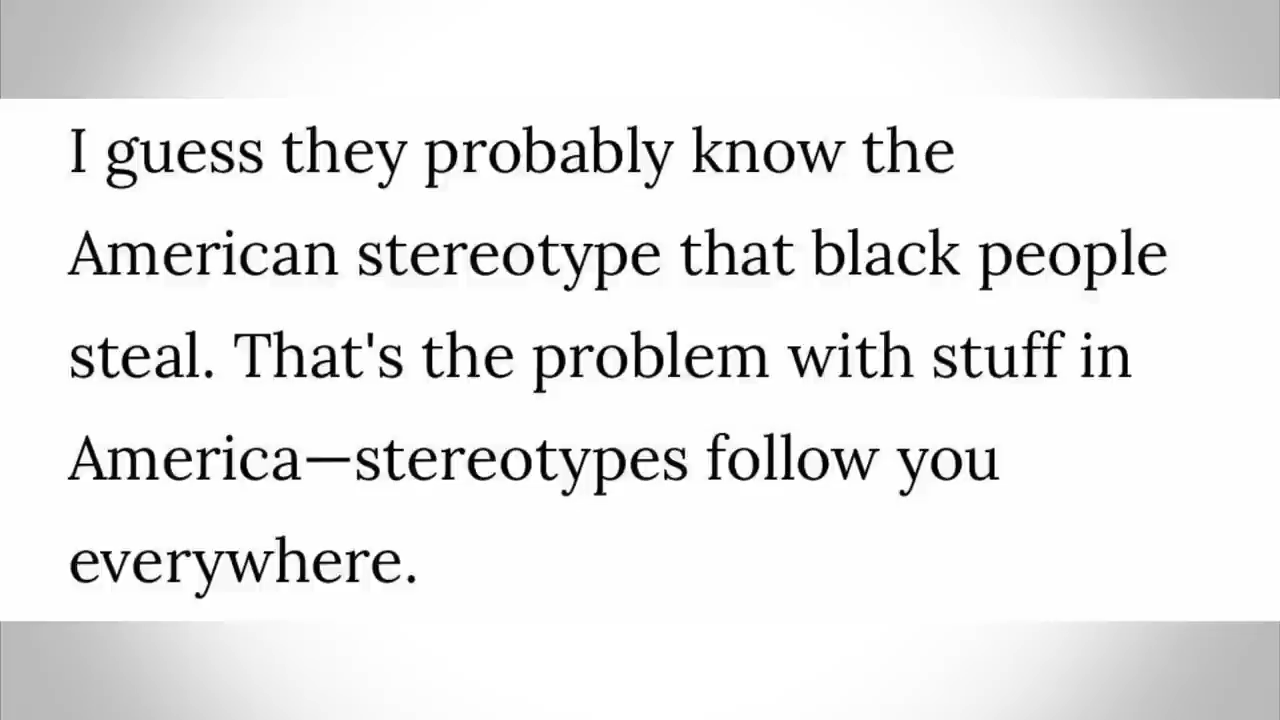 I guess they probably know the
American stereotype that black people
steal. That's the problem with stuff in
America—stereotypes follow you
everywhere.